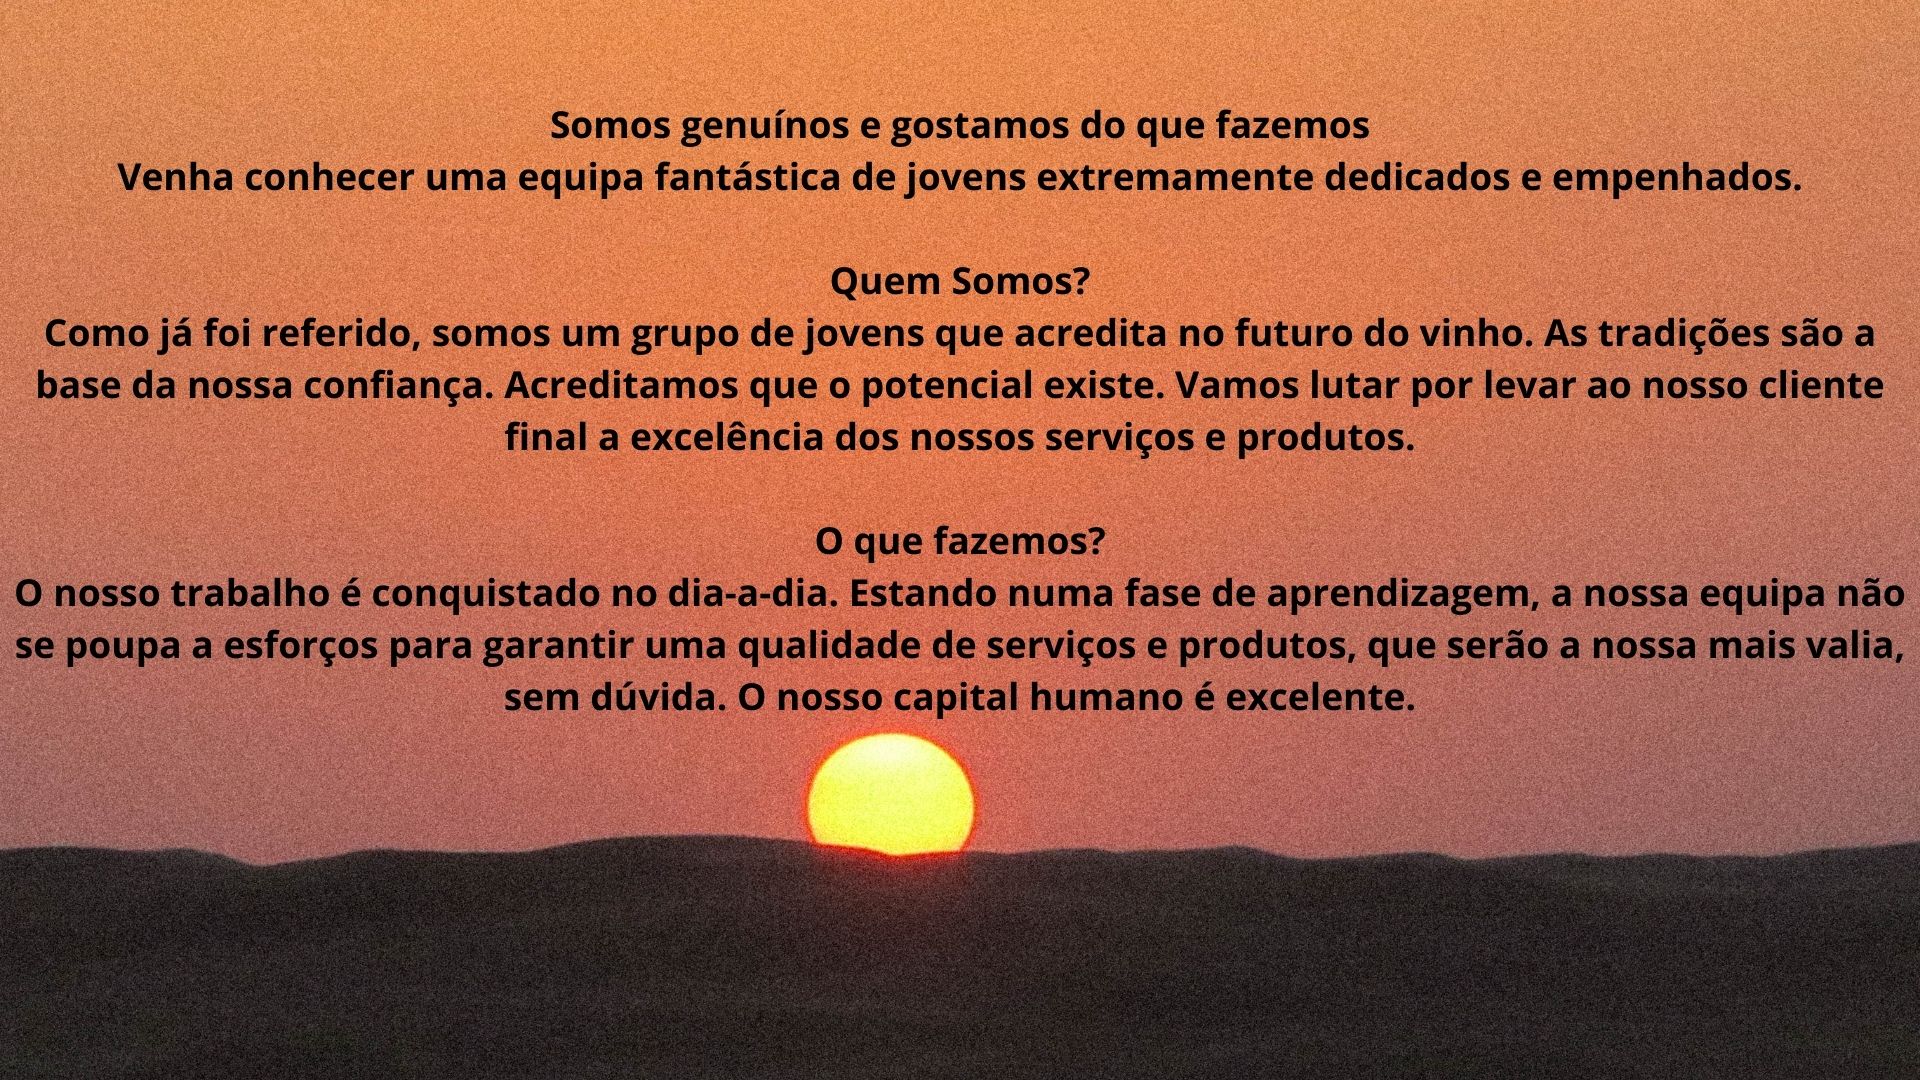 Somos genuínos e gostamos do que fazemos
Venha conhecer uma equipa fantástica de jovens extremamente dedicados e empenhados.
Quem Somos?
Como já foi referido, somos um grupo de jovens que acredita no futuro do vinho. As tradições são a
base da nossa confiança. Acreditamos que o potencial existe. Vamos lutar por levar ao nosso cliente
final a excelência dos nossos serviços e produtos.
O que fazemos?
O nosso trabalho é conquistado no dia-a-dia. Estando numa fase de aprendizagem, a nossa equipa não
se poupa a esforços para garantir uma qualidade de serviços e produtos, que serão a nossa mais valia,
sem dúvida. O nosso capital humano é excelente.